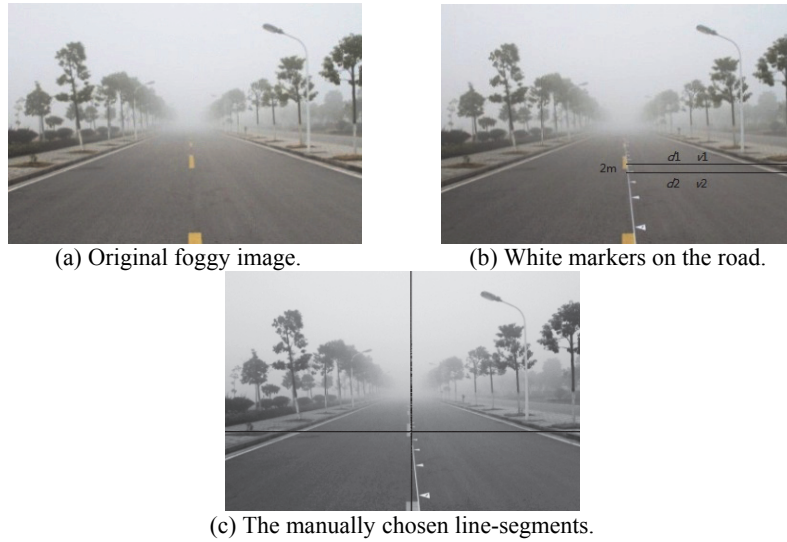 d1 v1
2m
d2 v2
(a) Original foggy image.
(b) White markers on the road.
(c) The manually chosen line-segments.